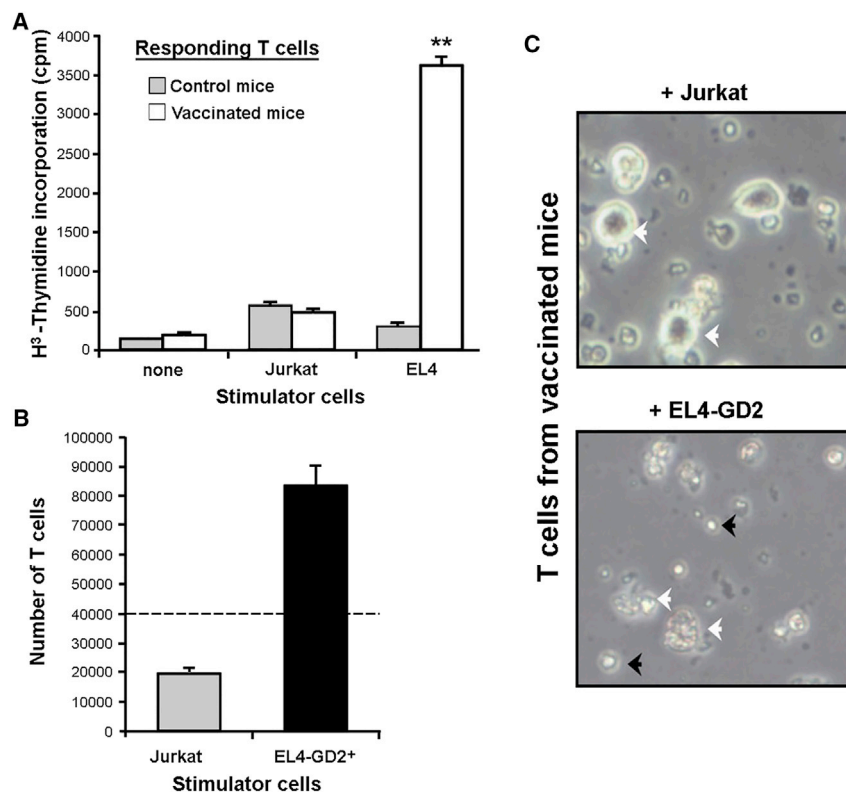 A
H³-Thymidine incorporation (cpm)
4000
3500
3000
2500
2000
1500
1000
500
0
Responding T cells
Control mice
Vaccinated mice
**
none
Jurkat
EL4
Stimulator cells
B
Number of T cells
100000
90000
80000
70000
60000
50000
40000
30000
20000
10000
0
Jurkat
EL4-GD2⁺
Stimulator cells
C
T cells from vaccinated mice
+ Jurkat
+ EL4-GD2